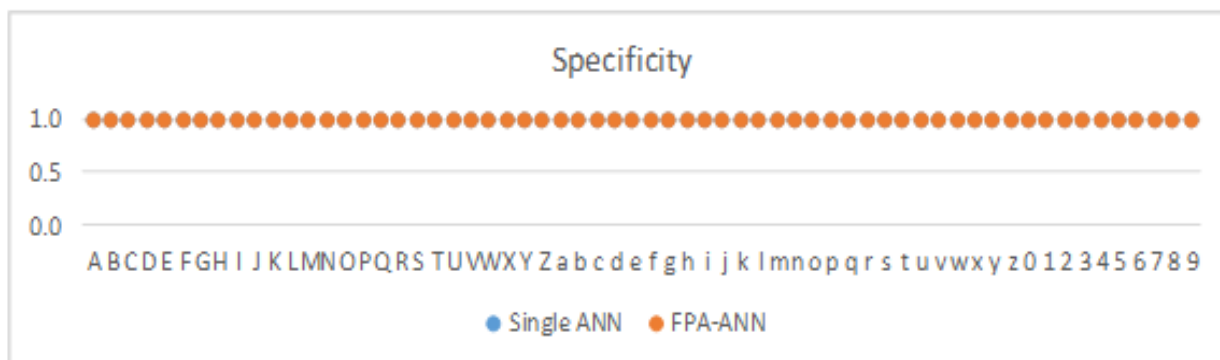 Specificity
1.0
0.5
0.0
A B C D E F G H I J K L M N O P Q R S T U V W X Y Z a b c d e f g h i j k l m n o p q r s t u v w x y z 0 1 2 3 4 5 6 7 8 9
Single ANN FPA-ANN